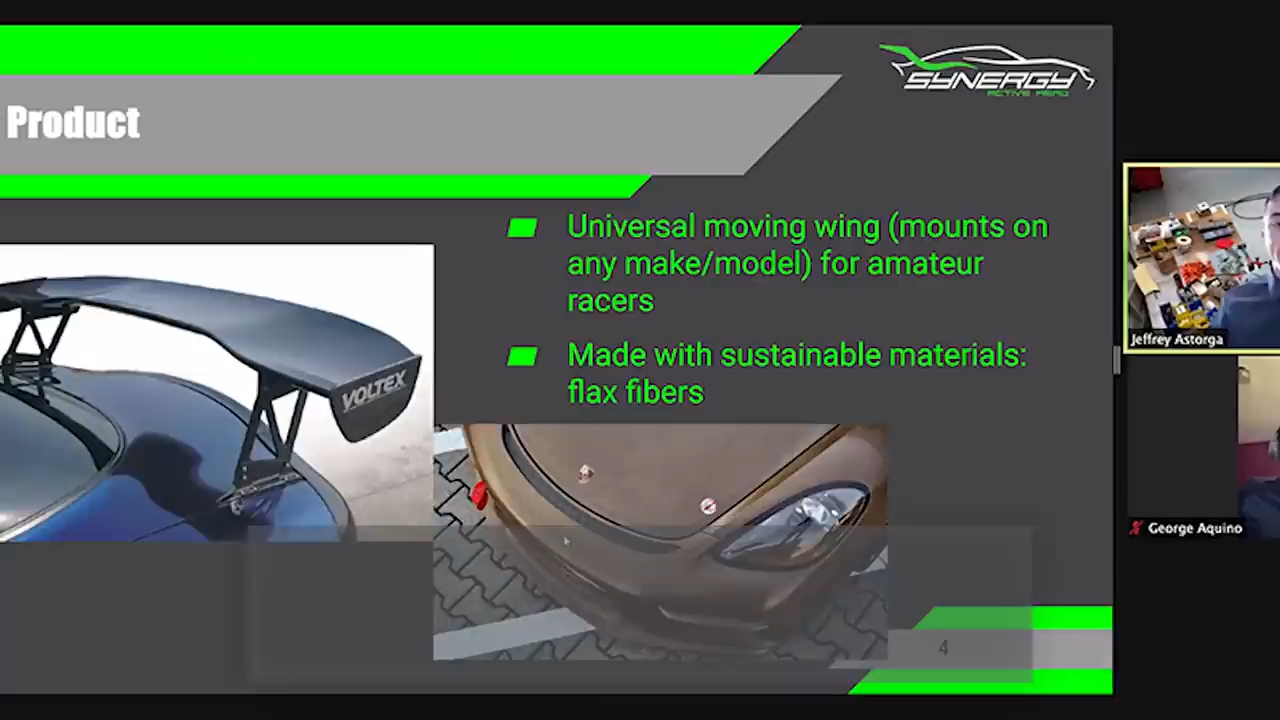 SYNERGY
ACTIVE AERO
Product
Universal moving wing (mounts on
any make/model) for amateur
racers
Made with sustainable materials:
flax fibers
VOLTEX
Jeffrey Astorga
George Aquino
4